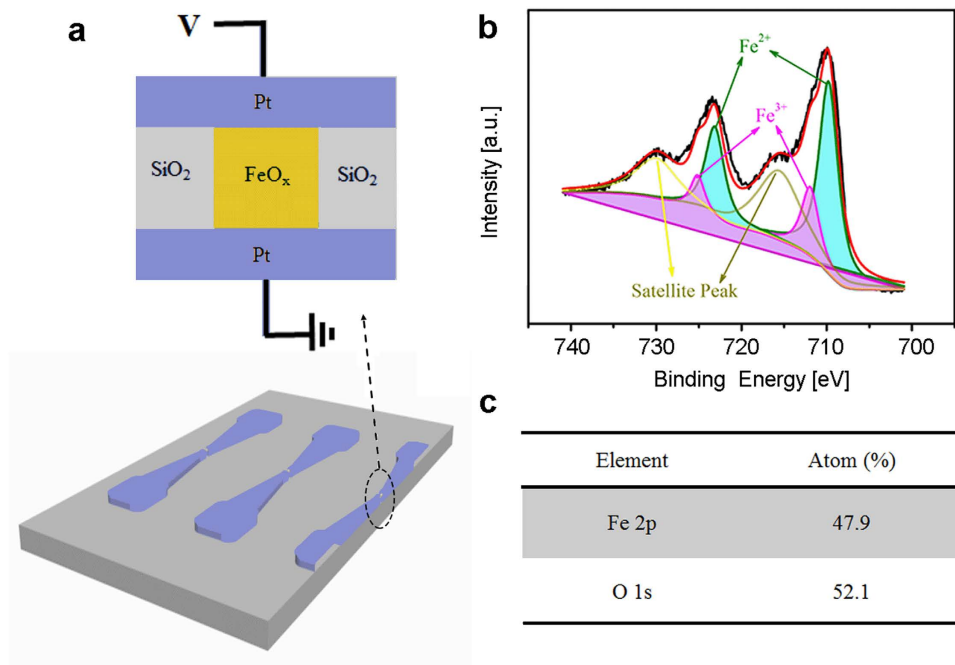 a
V
Pt
SiO₂
FeOₓ
SiO₂
Pt
b
Fe²⁺
Fe³⁺
Satellite Peak
Intensity [a.u.]
740
730
720
710
700
Binding Energy [eV]
c
Element Atom (%)
Fe 2p 47.9
O 1s 52.1